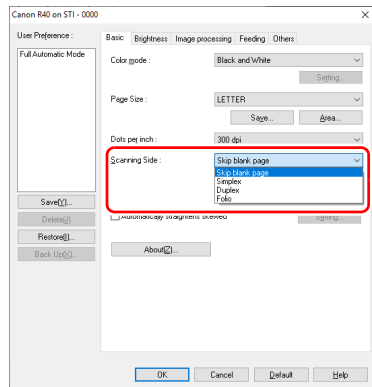 Canon R40 on STI - 0000
User Preference :
Full Automatic Mode
Save[Y]...
Delete[J]
Restore[I]...
Back Up[X]...
Basic Brightness Image processing Feeding Others
Color mode : Black and White
Setting...
Page Size : LETTER
Save... Area...
Dots per inch : 300 dpi
Scanning Side : Skip blank page
Skip blank page
Simplex
Duplex
Folio
Automatically straightens skewed Setting...
About[Z]...
OK Cancel Default Help